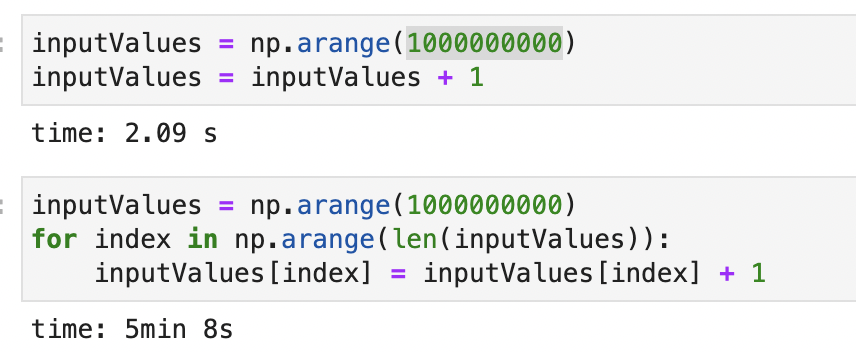 : inputValues = np.arange(1000000000)
inputValues = inputValues + 1
time: 2.09 s
: inputValues = np.arange(1000000000)
for index in np.arange(len(inputValues)):
    inputValues[index] = inputValues[index] + 1
time: 5min 8s